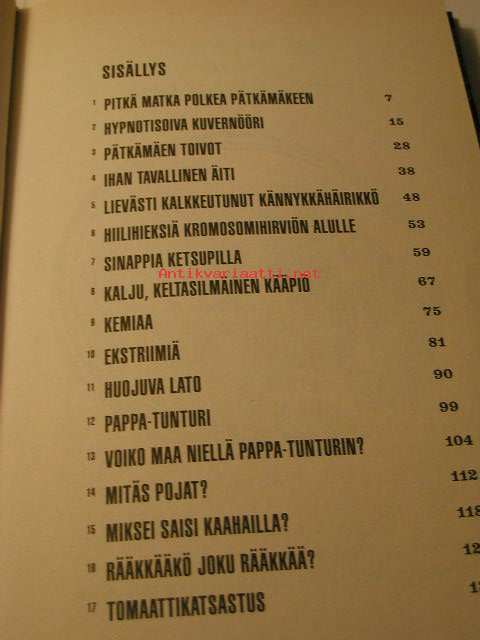 SISÄLLYS
1 PITKÄ MATKA POLKEA PÄTKÄMÄKEEN 7
2 HYPNOTISOIVA KUVERNÖÖRI 15
3 PÄTKÄMÄEN TOIVOT 28
4 IHAN TAVALLINEN ÄITI 38
5 LIEVÄSTI KALKKEUTUNUT KÄNNYKKÄHÄIRIKKÖ 48
6 HIILIHIEKSIÄ KROMOSOMIHIRVIÖN ALULLE 53
7 SINAPPIA KETSUPILLA 59
Antikvariaatti.net
8 KALJU, KELTASILMÄINEN KÄÄPIÖ 67
9 KEMIAA 75
10 EKSTRIIMIÄ 81
11 HUOJUVA LATO 90
12 PAPPA-TUNTURI 99
13 VOIKO MAA NIELLÄ PAPPA-TUNTURIN? 104
14 MITÄS POJAT? 112
15 MIKSEI SAISI KAAHAILLA? 118
16 RÄÄKKÄÄKÖ JOKU RÄÄKKÄÄ?
17 TOMAATTIKATSASTUS